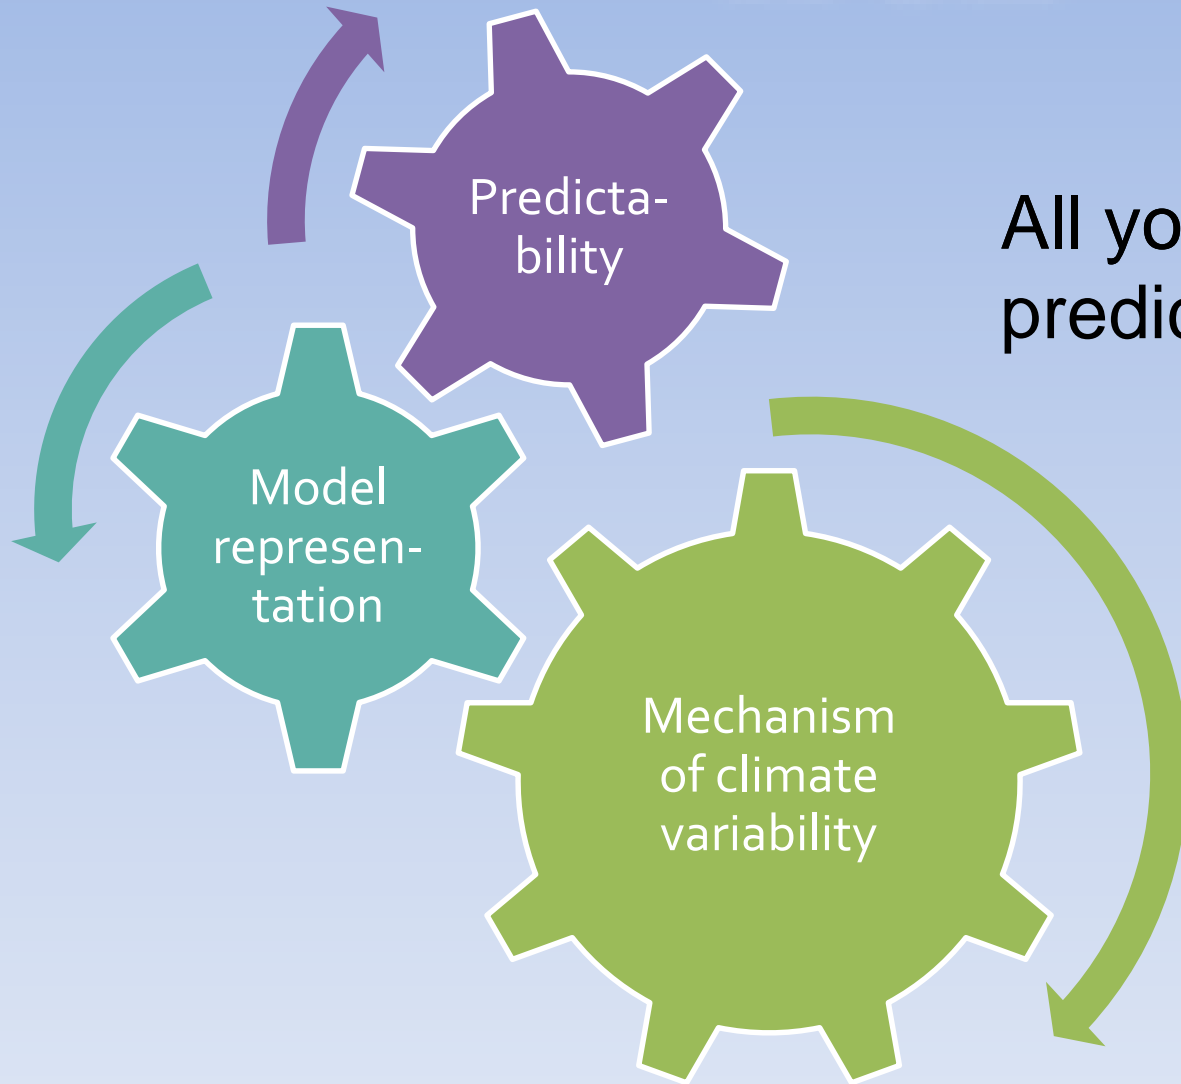 Predicta-
bility
All yo
predic
Model
represen-
tation
Mechanism
of climate
variability